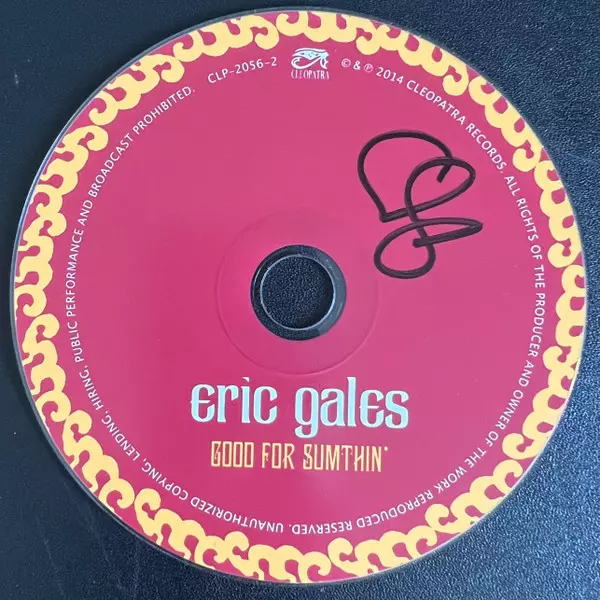 CLP-2056-2
CLEOPATRA
© & ℗ 2014 CLEOPATRA RECORDS. ALL RIGHTS OF THE PRODUCER AND OWNER OF THE WORK REPRODUCED RESERVED. UNAUTHORIZED COPYING, LENDING, HIRING, PUBLIC PERFORMANCE AND BROADCAST PROHIBITED.
eric gales
GOOD FOR SUMTHIN'